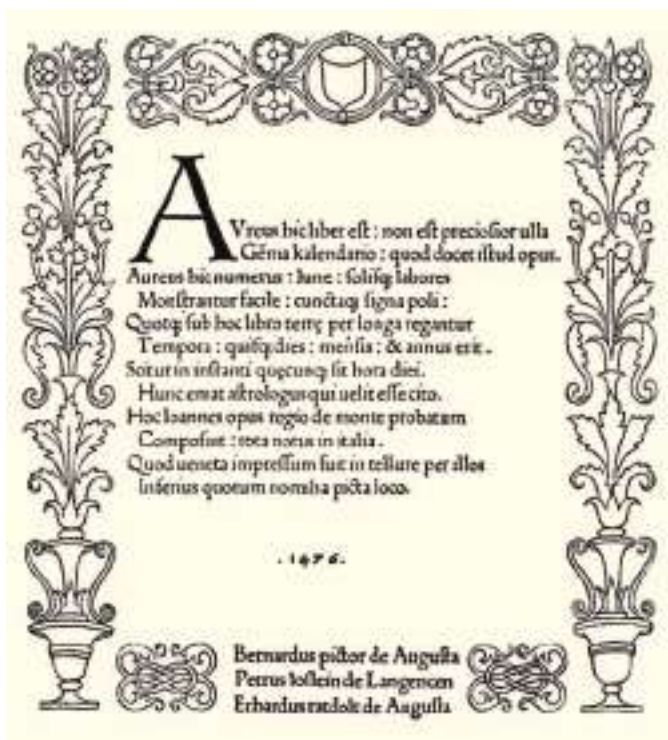 AVreus hic liber est : non est preciosior ulla
Gẽma kalendario : quod docet istud opus.
Aureus hic numerus : lune : solisq; labores
Monstrantur facile : cunctaq; signa poli :
Quotq; sub hoc libro terrę per longa regantur
Tempora : quisq; dies : mensis : & annus erit .
Scitur in instanti quęcunq; sit hora diei.
Hunc emat astrologus qui uelit esse cito.
Hoc Ioannes opus regio de monte probatum
Composuit : tota notus in italia .
Quod ueneta impressum fuit in tellure per illos
Inferius quorum nomina picta loco.
. 1476 .
Bernardus pictor de Augusta
Petrus loslein de Langencen
Erhardus ratdolt de Augusta